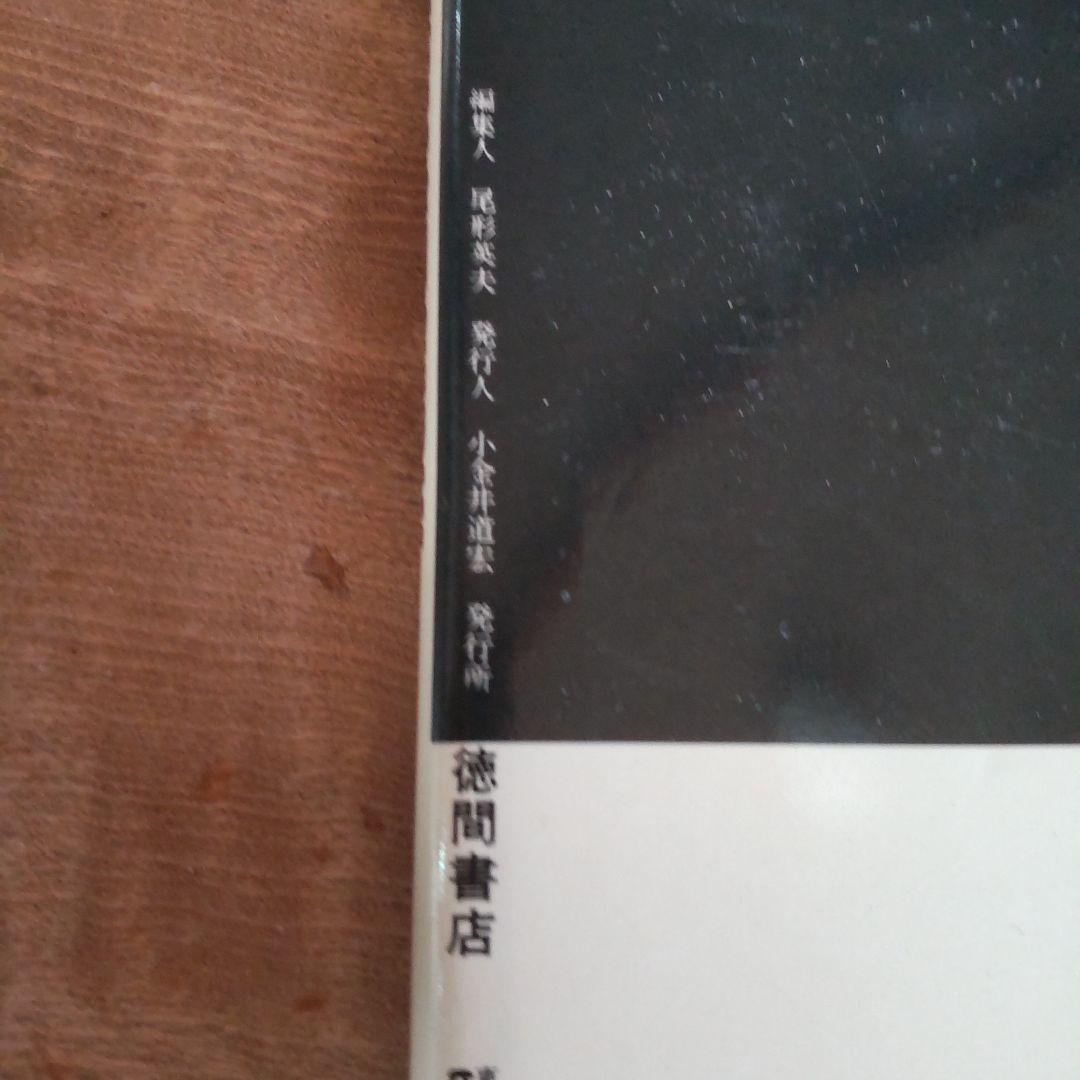 編集人 尾形英夫 発行人 小金井道宏 発行所
徳間書店